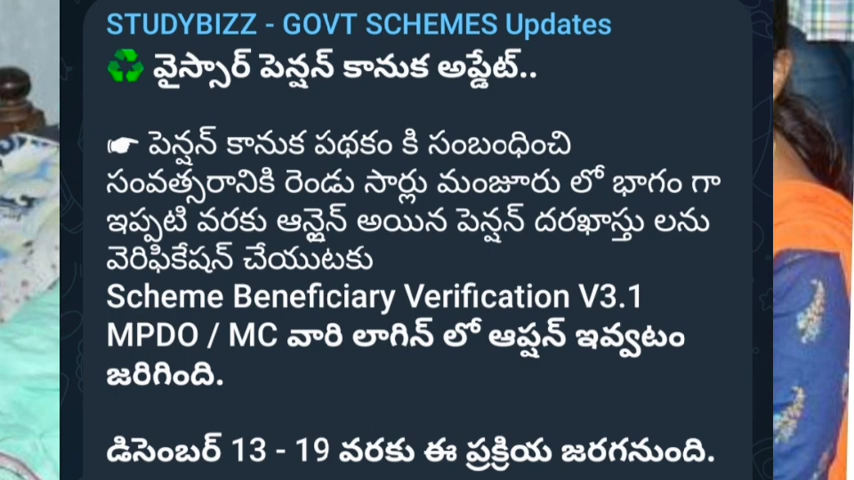 STUDYBIZZ - GOVT SCHEMES Updates
♻ వైస్సార్ పెన్షన్ కానుక అప్డేట్..
☛ పెన్షన్ కానుక పథకం కి సంబంధించి
సంవత్సరానికి రెండు సార్లు మంజూరు లో భాగం గా
ఇప్పటి వరకు ఆన్లైన్ అయిన పెన్షన్ దరఖాస్తు లను
వెరిఫికేషన్ చేయుటకు
Scheme Beneficiary Verification V3.1
MPDO / MC వారి లాగిన్ లో ఆప్షన్ ఇవ్వటం
జరిగింది.
డిసెంబర్ 13 - 19 వరకు ఈ ప్రక్రియ జరగనుంది.